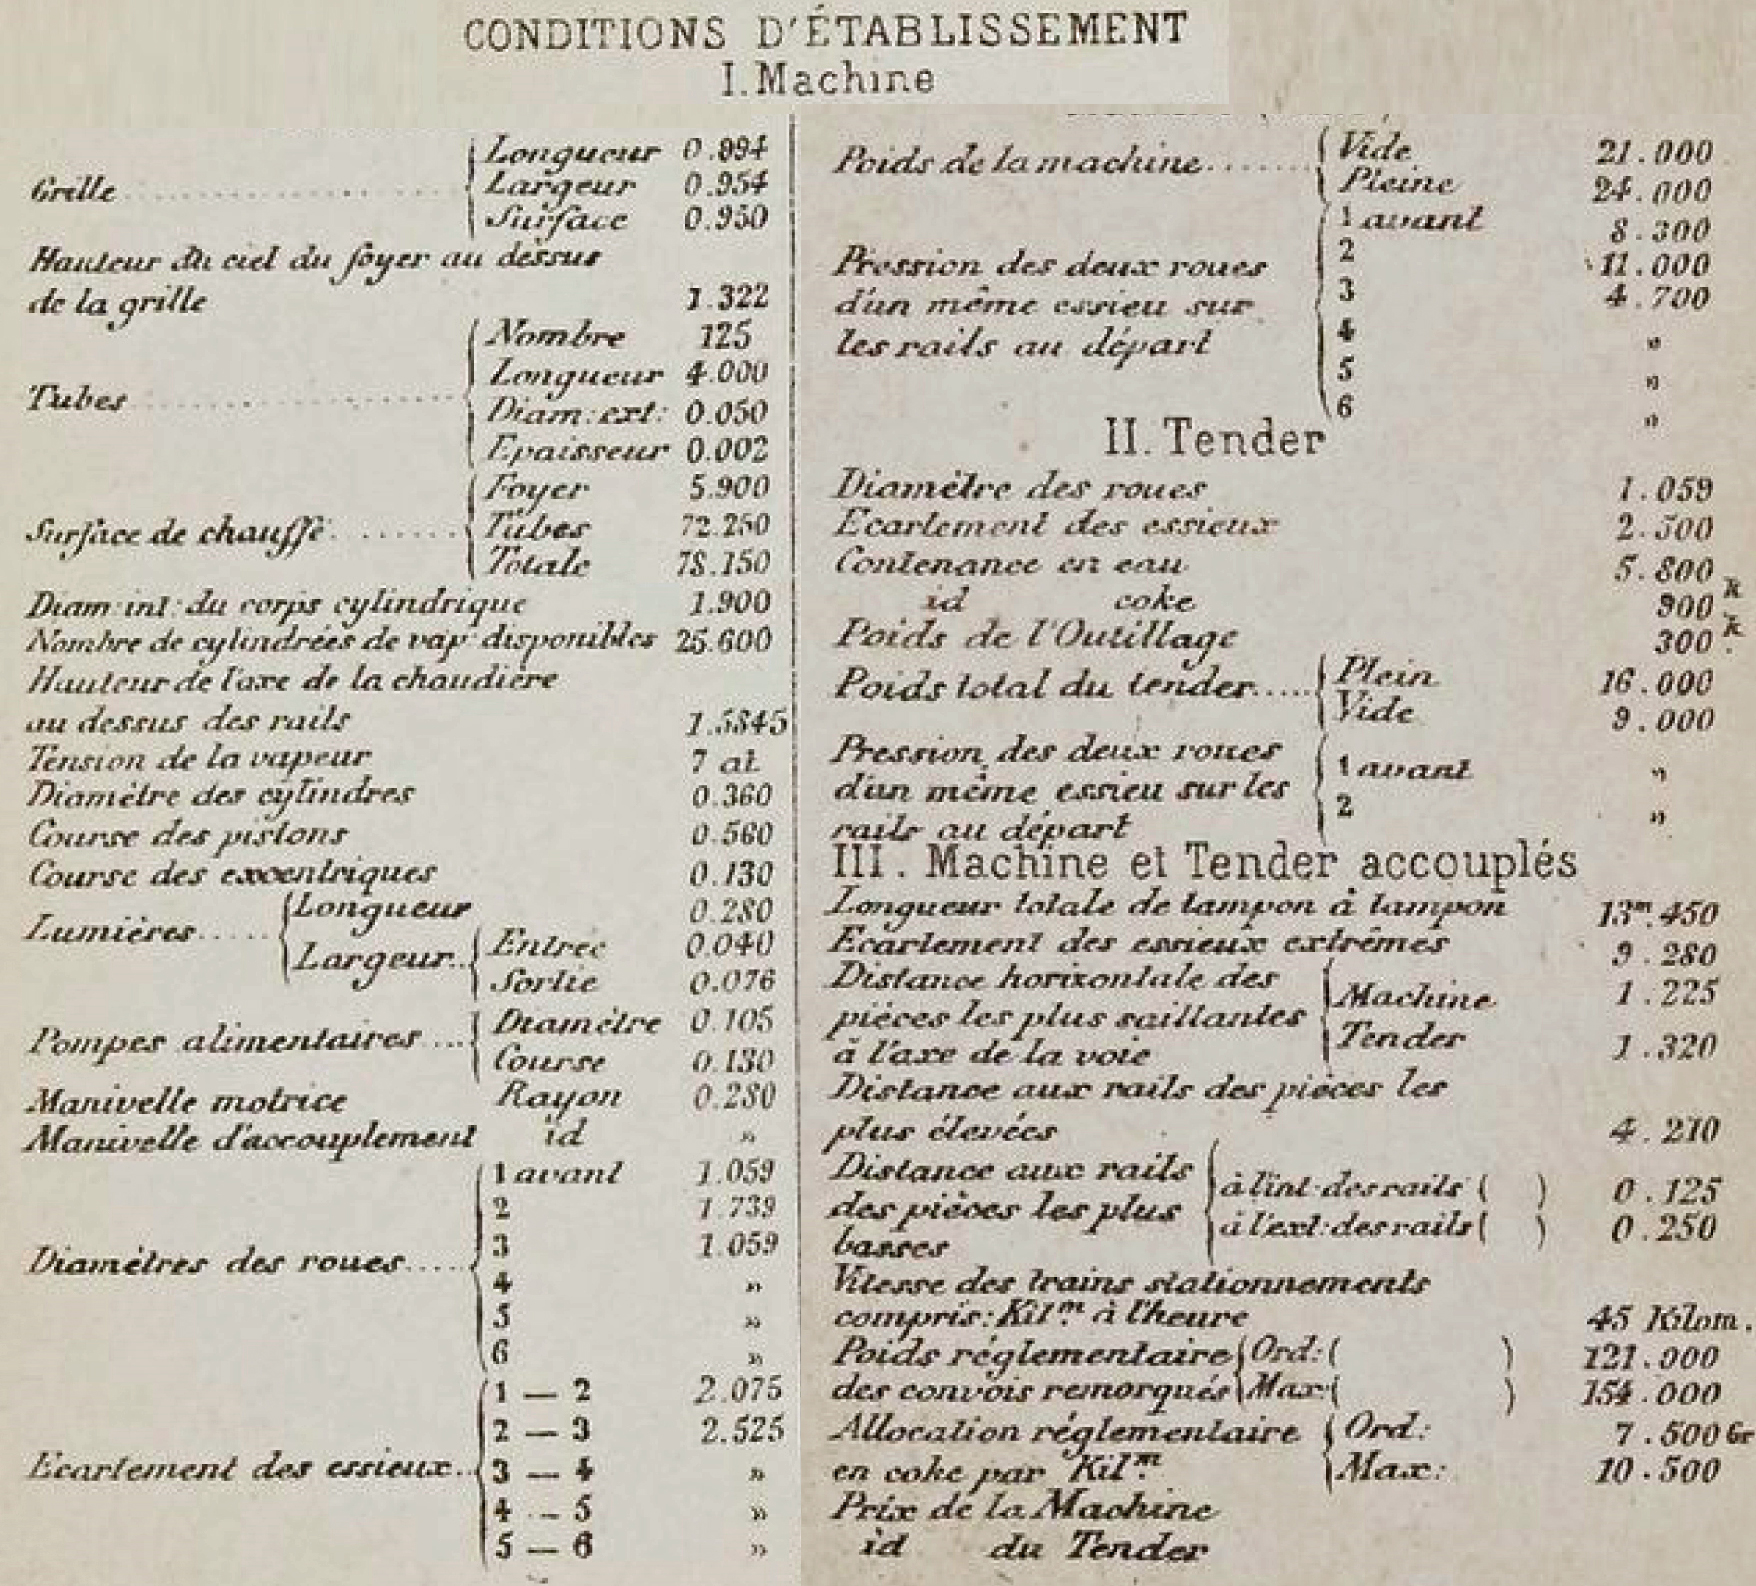 CONDITIONS D'ÉTABLISSEMENT
I. Machine
Grille
Longueur 0.994
Largeur 0.954
Surface 0.950
Hauteur du ciel du foyer au dessus
de la grille 1.322
Tubes
Nombre 125
Longueur 4.000
Diam: ext: 0.050
Epaisseur 0.002
Surface de chauffe
Foyer 5.900
Tubes 72.250
Totale 78.150
Diam: int: du corps cylindrique 1.900
Nombre de cylindrées de vap: disponibles 25.600
Hauteur de l'axe de la chaudière
au dessus des rails 1.5845
Tension de la vapeur 7 at
Diamètre des cylindres 0.360
Course des pistons 0.560
Course des excentriques 0.130
Lumières
Longueur 0.280
Largeur
Entrée 0.040
Sortie 0.076
Pompes alimentaires
Diamètre 0.105
Course 0.130
Manivelle motrice Rayon 0.280
Manivelle d'accouplement id "
Diamètres des roues
1 avant 1.059
2 1.739
3 1.059
4 "
5 "
6 "
Ecartement des essieux
1 — 2 2.075
2 — 3 2.525
3 — 4 "
4 — 5 "
5 — 6 "
Poids de la machine
Vide 21.000
Pleine 24.000
Pression des deux roues
d'un même essieu sur
les rails au départ
1 avant 8.300
2 11.000
3 4.700
4 "
5 "
6 "
II. Tender
Diamètre des roues 1.059
Ecartement des essieux 2.500
Contenance en eau 5.800
id coke 900 k
Poids de l'Outillage 300 k.
Poids total du tender
Plein 16.000
Vide 9.000
Pression des deux roues
d'un même essieu sur les
rails au départ
1 avant "
2 "
III. Machine et Tender accouplés
Longueur totale de tampon à tampon 13m.450
Ecartement des essieux extrêmes 9.280
Distance horizontale des
pièces les plus saillantes
à l'axe de la voie
Machine 1.225
Tender 1.320
Distance aux rails des pièces les
plus élevées 4.210
Distance aux rails
des pièces les plus
basses
à l'int: des rails ( ) 0.125
à l'ext: des rails ( ) 0.250
Vitesse des trains stationnements
compris: Kil.m à l'heure 45 Kilom.
Poids réglementaire
des convois remorqués
Ord: ( ) 121.000
Max: ( ) 154.000
Allocation réglementaire
en coke par Kil.m
Ord: 7.500 Gr
Max: 10.500
Prix de la Machine
id du Tender